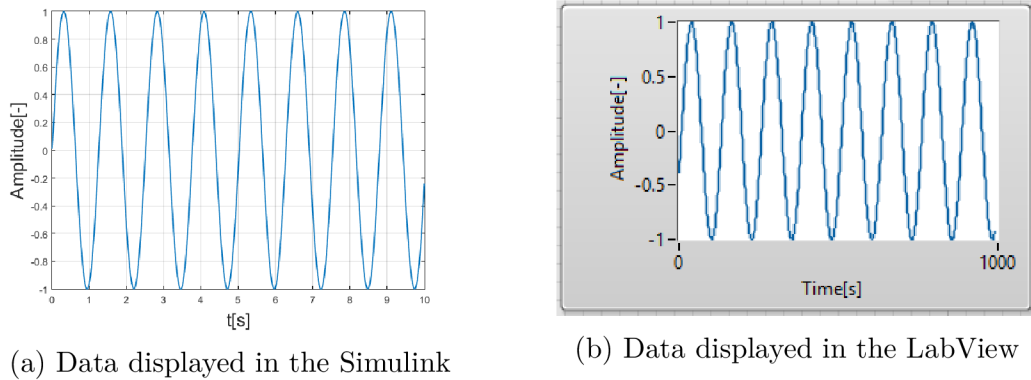 1
0.8
0.6
0.4
0.2
0
-0.2
-0.4
-0.6
-0.8
-1
Amplitude[-]
0 1 2 3 4 5 6 7 8 9 10
t[s]
(a) Data displayed in the Simulink
1
0.5
0
-0.5
-1
Amplitude[-]
0 1000
Time[s]
(b) Data displayed in the LabView